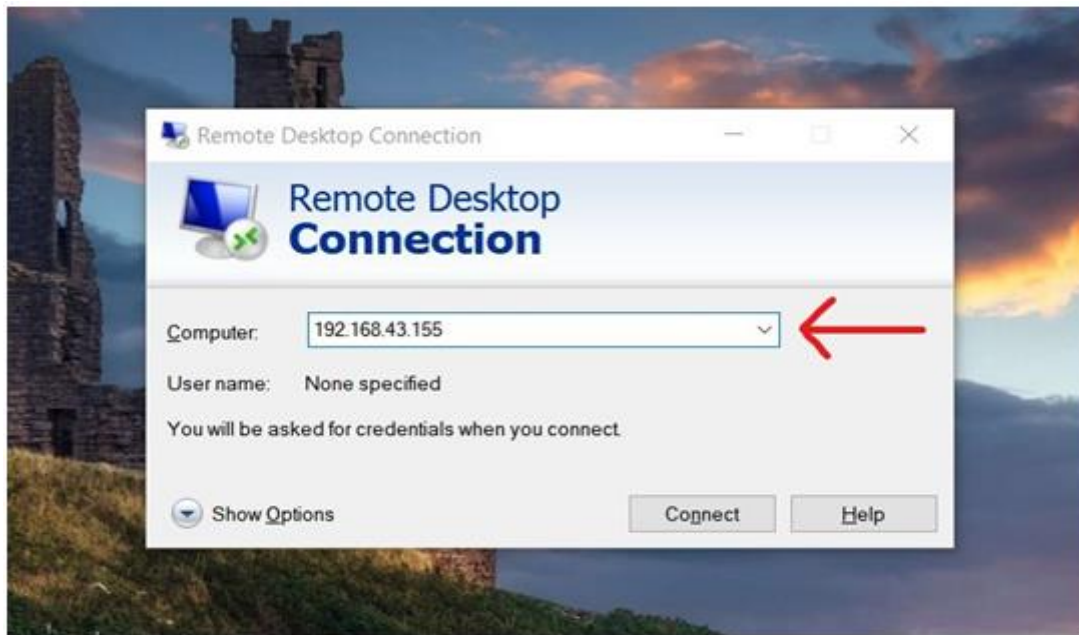 Remote Desktop Connection
Remote Desktop
Connection
Computer: 192.168.43.155
User name: None specified
You will be asked for credentials when you connect.
Show Options Connect Help